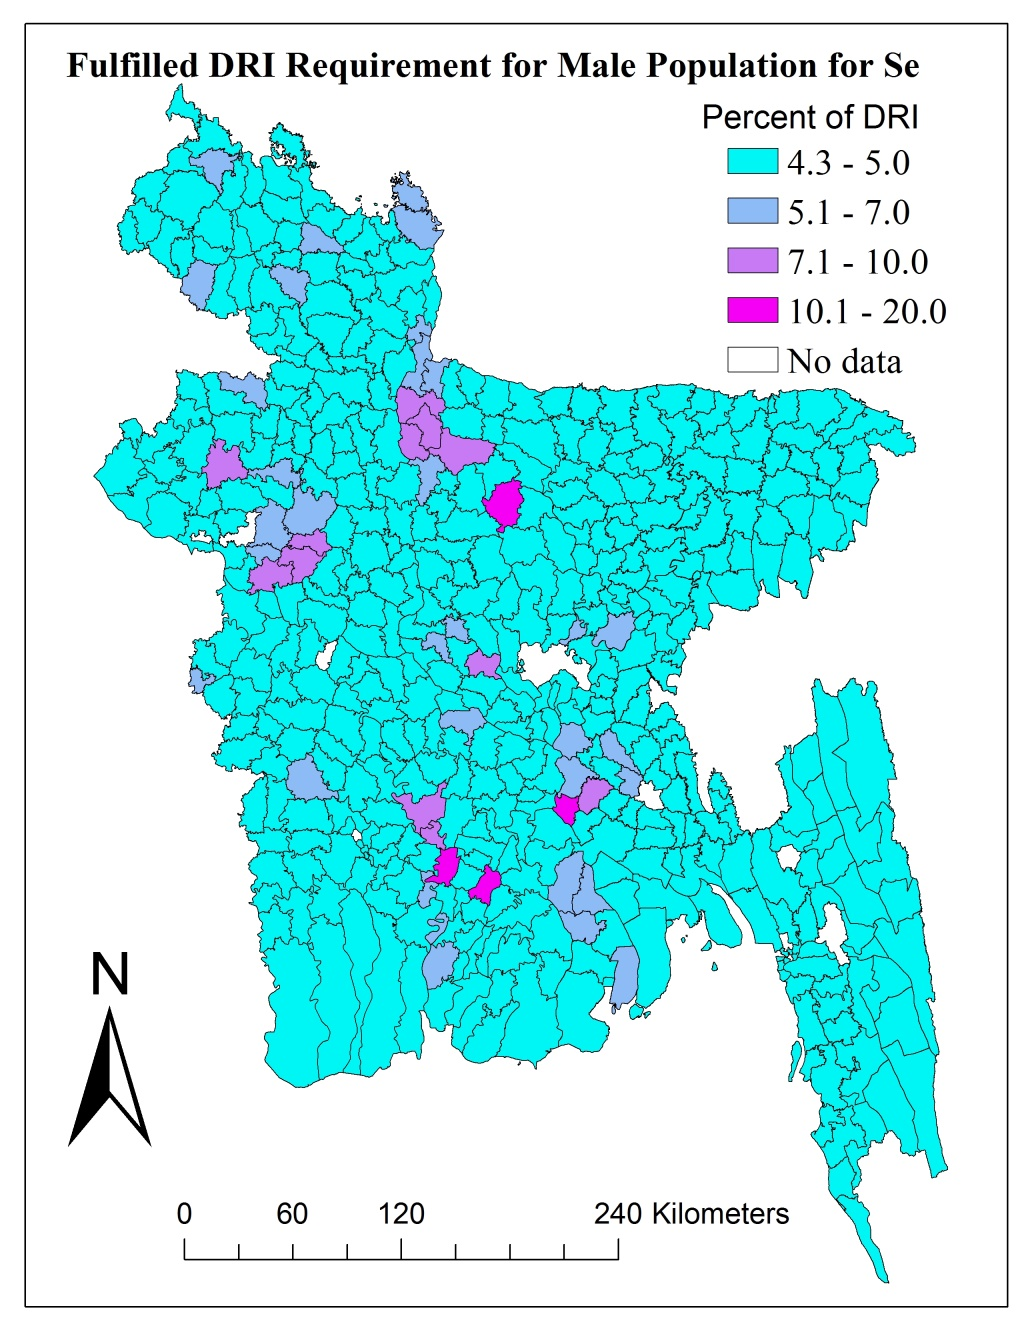 Fulfilled DRI Requirement for Male Population for Se
Percent of DRI
4.3 - 5.0
5.1 - 7.0
7.1 - 10.0
10.1 - 20.0
No data
N
0 60 120 240 Kilometers